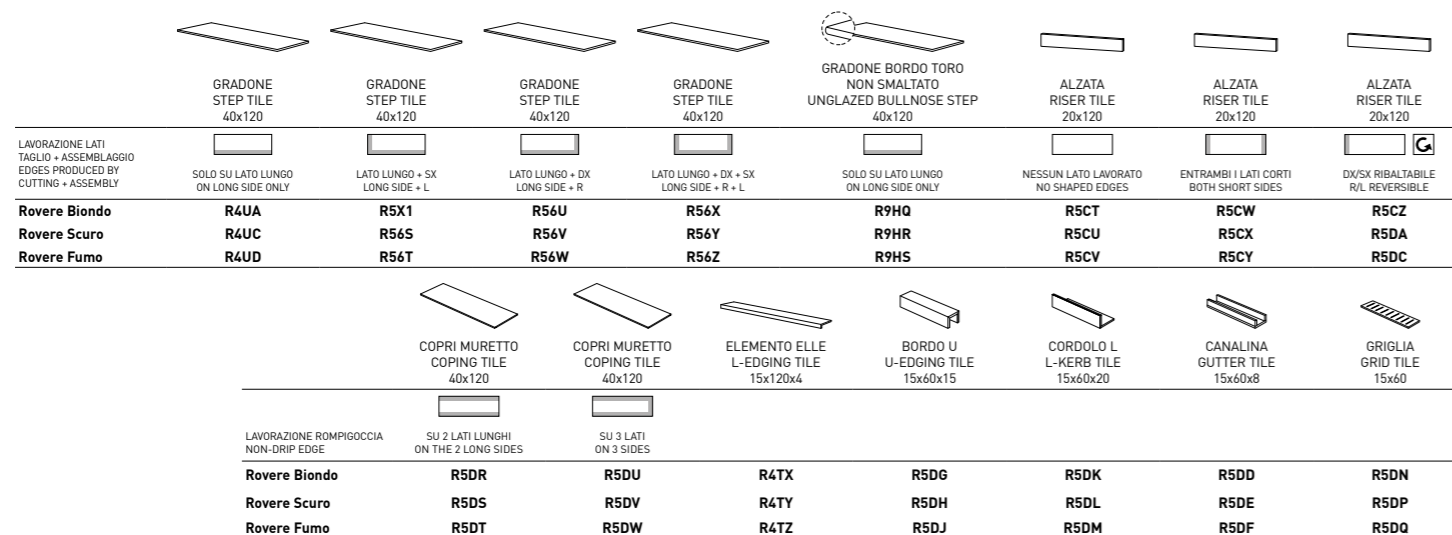 GRADONE
STEP TILE
40x120
GRADONE
STEP TILE
40x120
GRADONE
STEP TILE
40x120
GRADONE
STEP TILE
40x120
GRADONE BORDO TORO
NON SMALTATO
UNGLAZED BULLNOSE STEP
40x120
ALZATA
RISER TILE
20x120
ALZATA
RISER TILE
20x120
ALZATA
RISER TILE
20x120
LAVORAZIONE LATI
TAGLIO + ASSEMBLAGGIO
EDGES PRODUCED BY
CUTTING + ASSEMBLY
SOLO SU LATO LUNGO
ON LONG SIDE ONLY
LATO LUNGO + SX
LONG SIDE + L
LATO LUNGO + DX
LONG SIDE + R
LATO LUNGO + DX + SX
LONG SIDE + R + L
SOLO SU LATO LUNGO
ON LONG SIDE ONLY
NESSUN LATO LAVORATO
NO SHAPED EDGES
ENTRAMBI I LATI CORTI
BOTH SHORT SIDES
DX/SX RIBALTABILE
R/L REVERSIBLE
Rovere Biondo R4UA R5X1 R56U R56X R9HQ R5CT R5CW R5CZ
Rovere Scuro R4UC R56S R56V R56Y R9HR R5CU R5CX R5DA
Rovere Fumo R4UD R56T R56W R56Z R9HS R5CV R5CY R5DC
COPRI MURETTO
COPING TILE
40x120
COPRI MURETTO
COPING TILE
40x120
ELEMENTO ELLE
L-EDGING TILE
15x120x4
BORDO U
U-EDGING TILE
15x60x15
CORDOLO L
L-KERB TILE
15x60x20
CANALINA
GUTTER TILE
15x60x8
GRIGLIA
GRID TILE
15x60
LAVORAZIONE ROMPIGOCCIA
NON-DRIP EDGE
SU 2 LATI LUNGHI
ON THE 2 LONG SIDES
SU 3 LATI
ON 3 SIDES
Rovere Biondo R5DR R5DU R4TX R5DG R5DK R5DD R5DN
Rovere Scuro R5DS R5DV R4TY R5DH R5DL R5DE R5DP
Rovere Fumo R5DT R5DW R4TZ R5DJ R5DM R5DF R5DQ